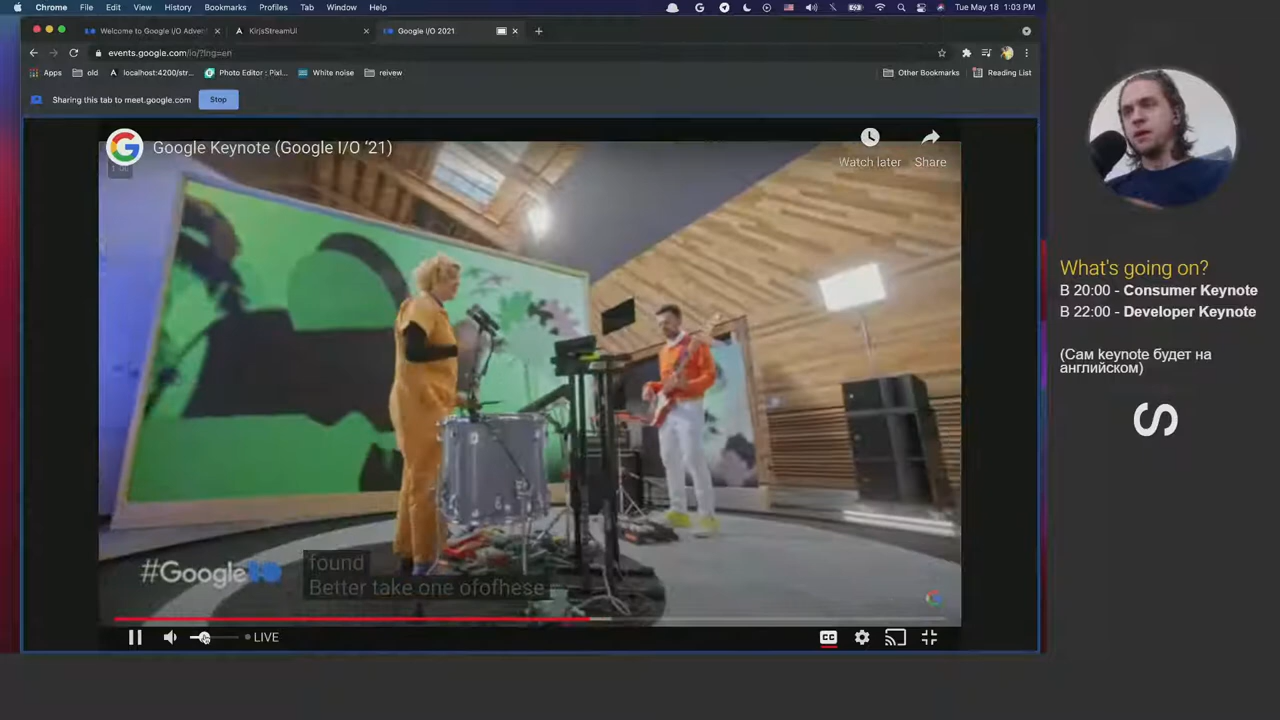 Chrome File Edit View History Bookmarks Profiles Tab Window Help
Tue May 18 1:03 PM
Welcome to Google I/O Advent
KirjsStreamUI
Google I/O 2021
events.google.com/io/?lng=en
Apps old localhost:4200/str... Photo Editor : Pixl... White noise reivew Other Bookmarks Reading List
Sharing this tab to meet.google.com Stop
Google Keynote (Google I/O ‘21)
Watch later Share
What's going on?
В 20:00 - Consumer Keynote
В 22:00 - Developer Keynote
(Сам keynote будет на
английском)
found
Better take one ofofhese
#GoogleIO
LIVE
CC